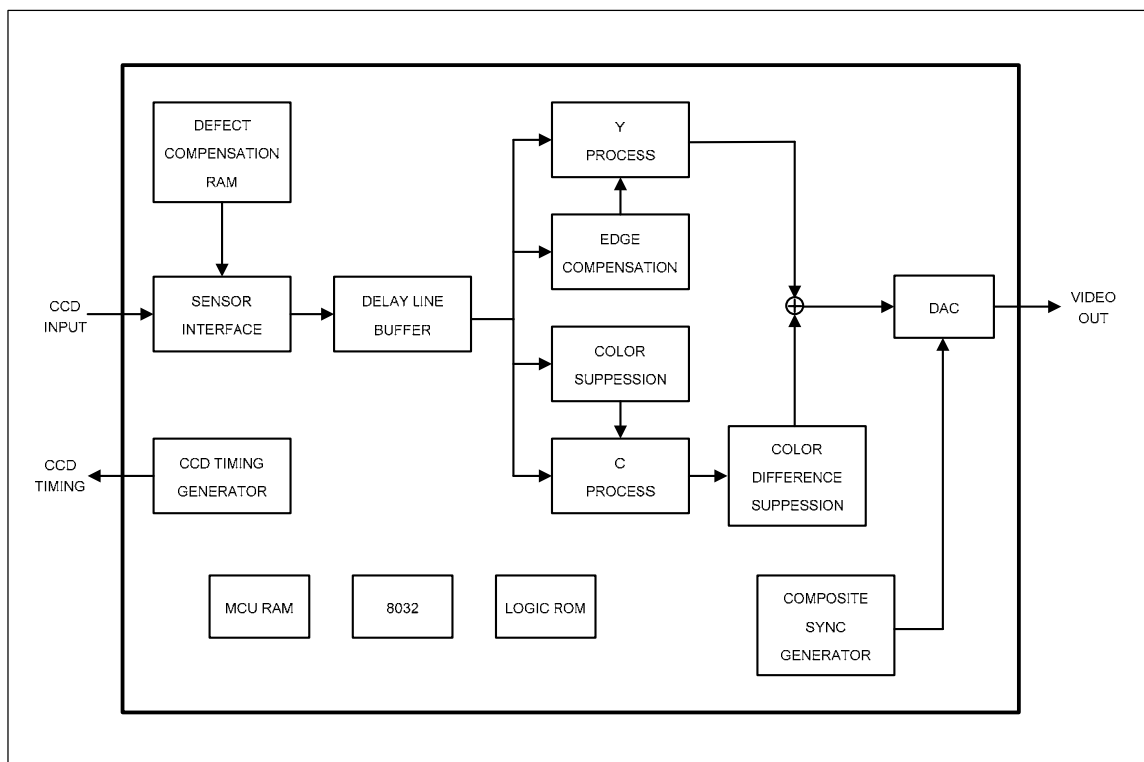 DEFECT
COMPENSATION
RAM
Y
PROCESS
EDGE
COMPENSATION
CCD
INPUT
SENSOR
INTERFACE
DELAY LINE
BUFFER
DAC
VIDEO
OUT
COLOR
SUPPESSION
CCD
TIMING
CCD TIMING
GENERATOR
C
PROCESS
COLOR
DIFFERENCE
SUPPESSION
MCU RAM
8032
LOGIC ROM
COMPOSITE
SYNC
GENERATOR